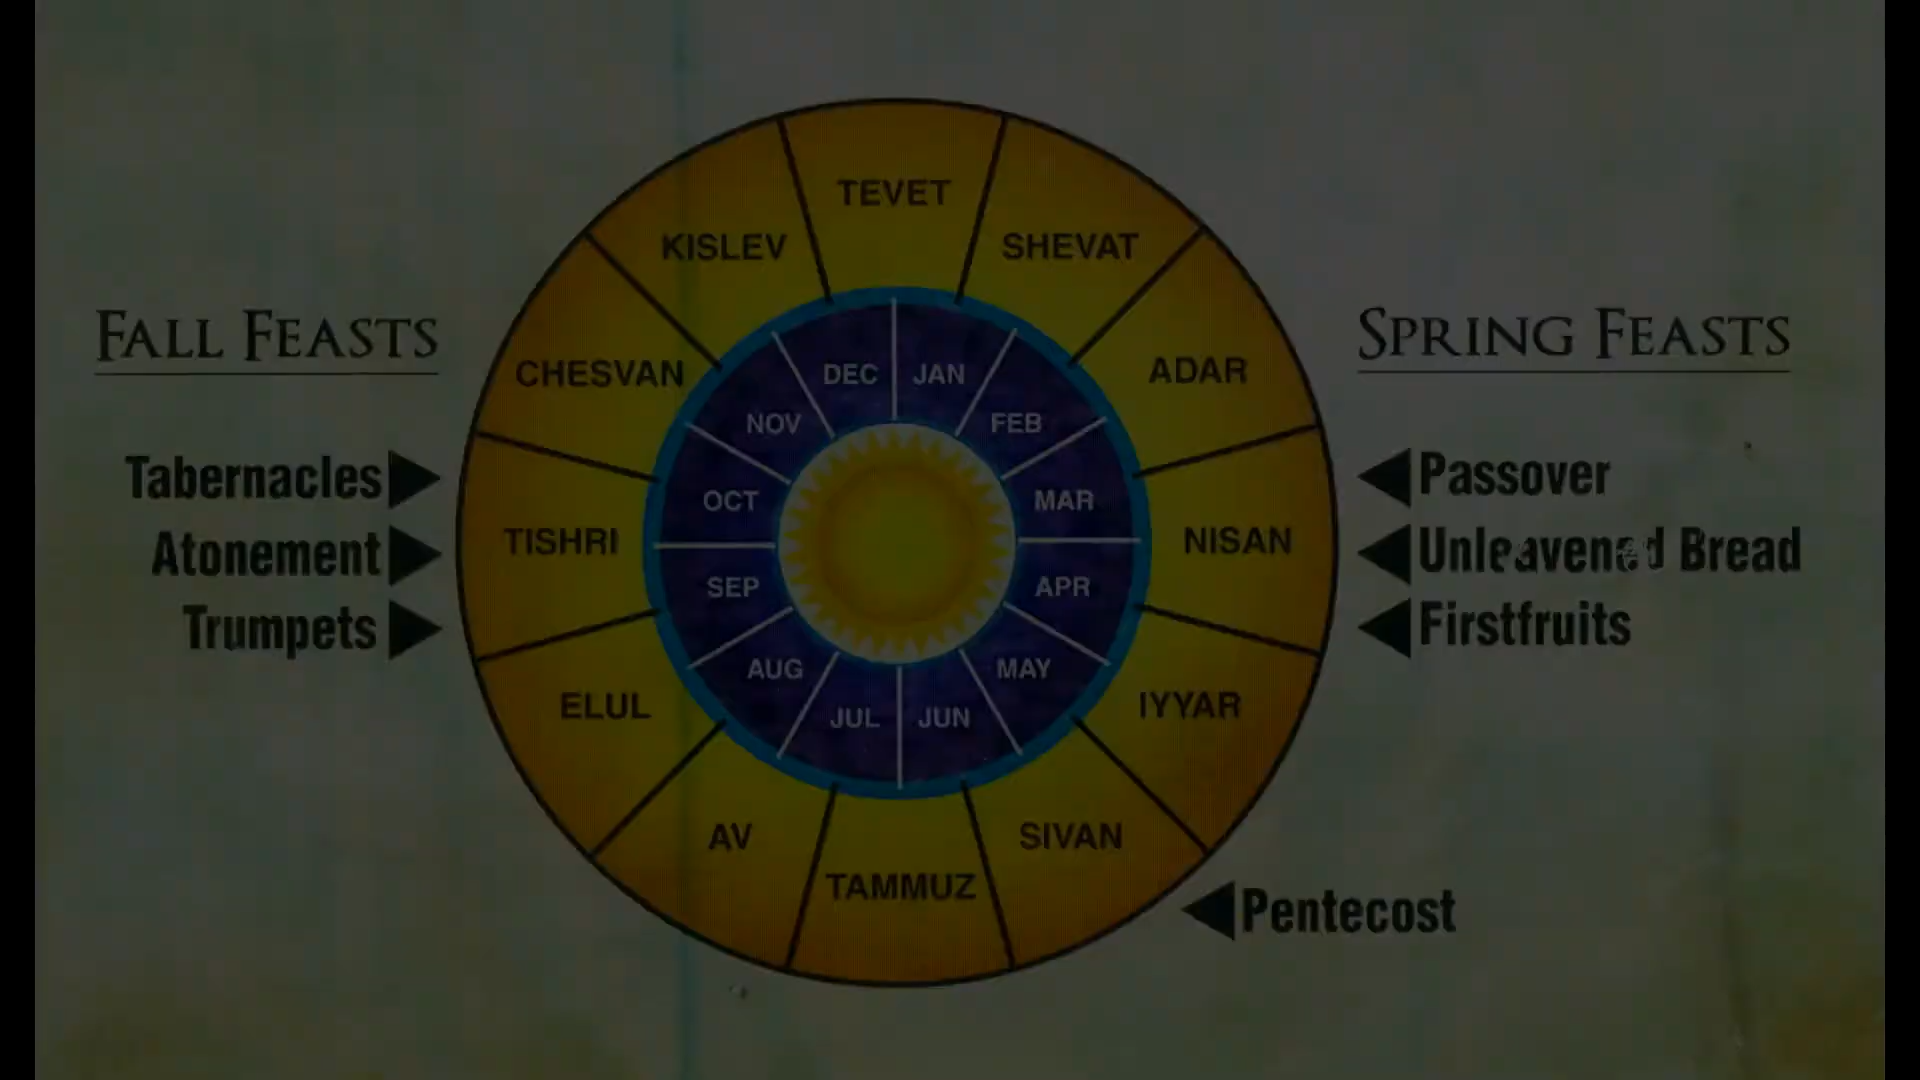 FALL FEASTS
Tabernacles
Atonement
Trumpets
TEVET
SHEVAT
ADAR
NISAN
IYYAR
SIVAN
TAMMUZ
AV
ELUL
TISHRI
CHESVAN
KISLEV
JAN
FEB
MAR
APR
MAY
JUN
JUL
AUG
SEP
OCT
NOV
DEC
SPRING FEASTS
Passover
Unleavened Bread
Firstfruits
Pentecost